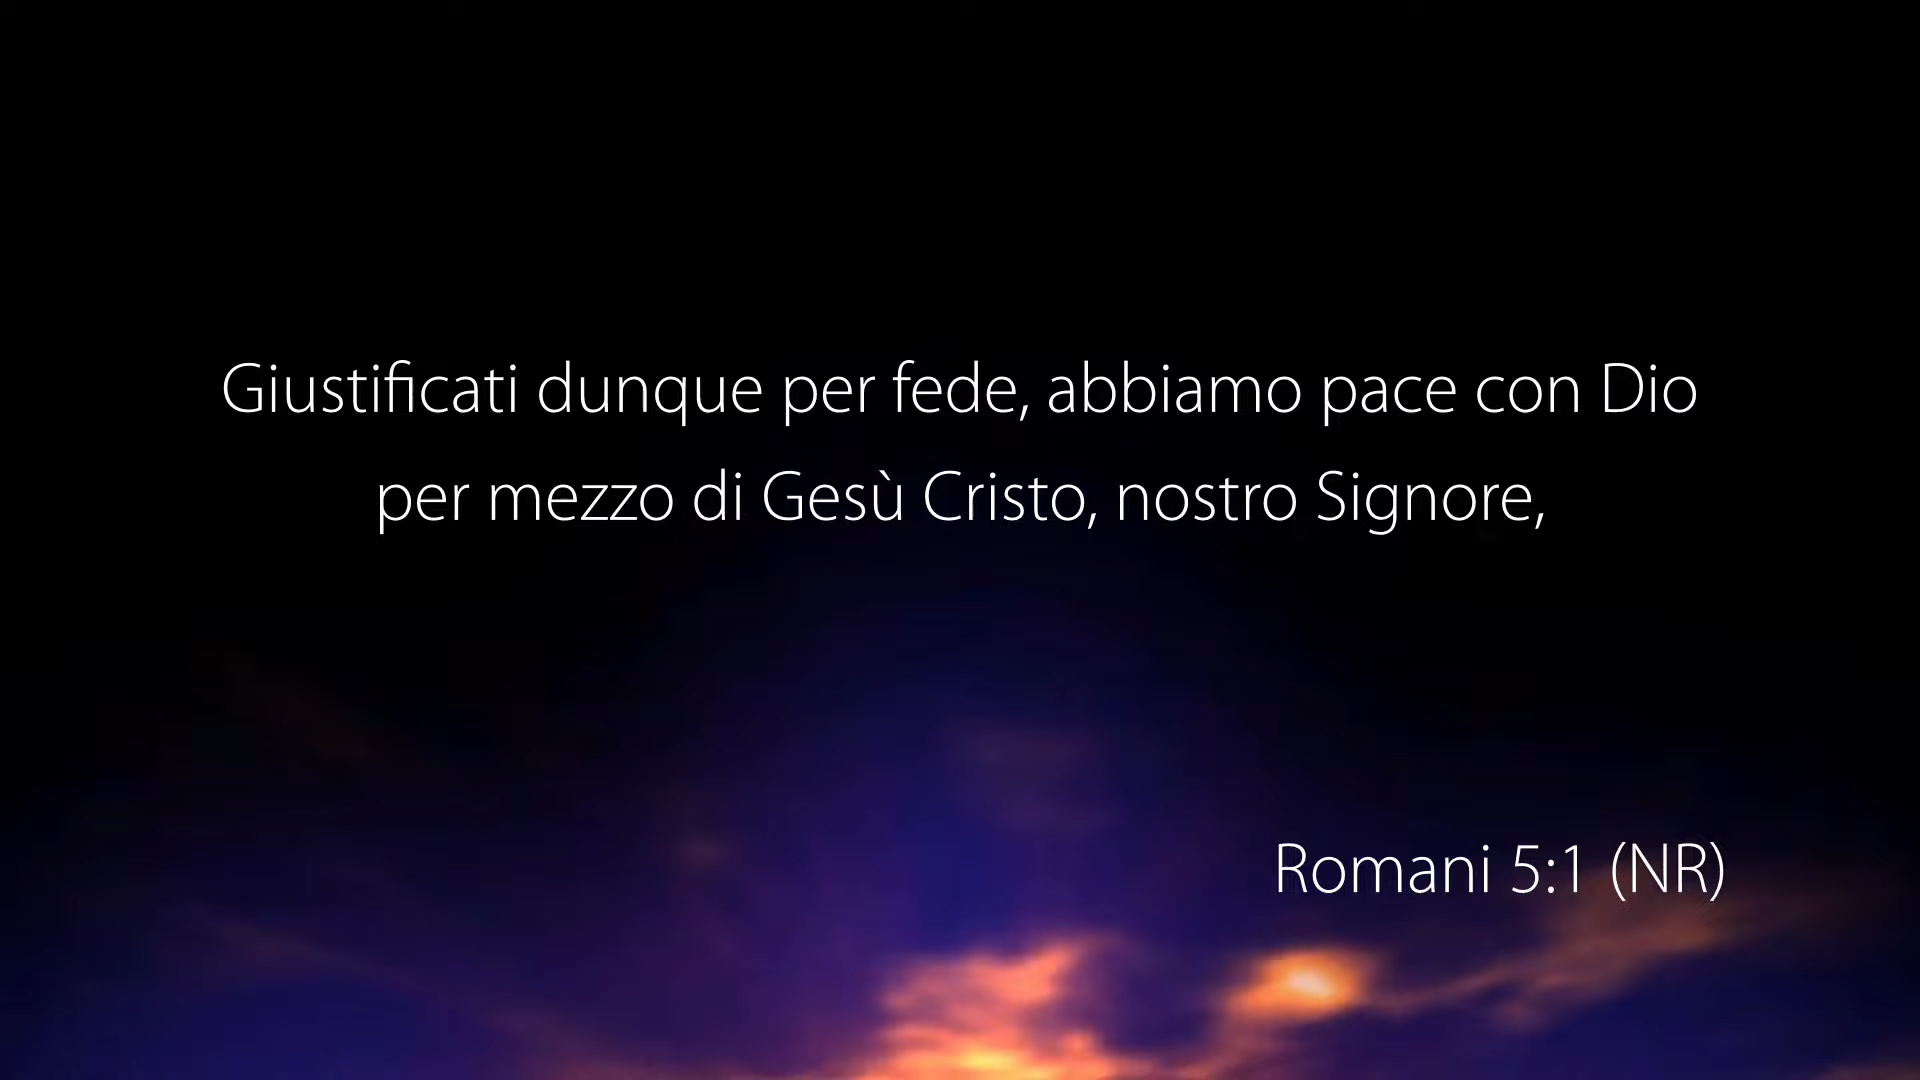 Giustificati dunque per fede, abbiamo pace con Dio
per mezzo di Gesù Cristo, nostro Signore,
Romani 5:1 (NR)